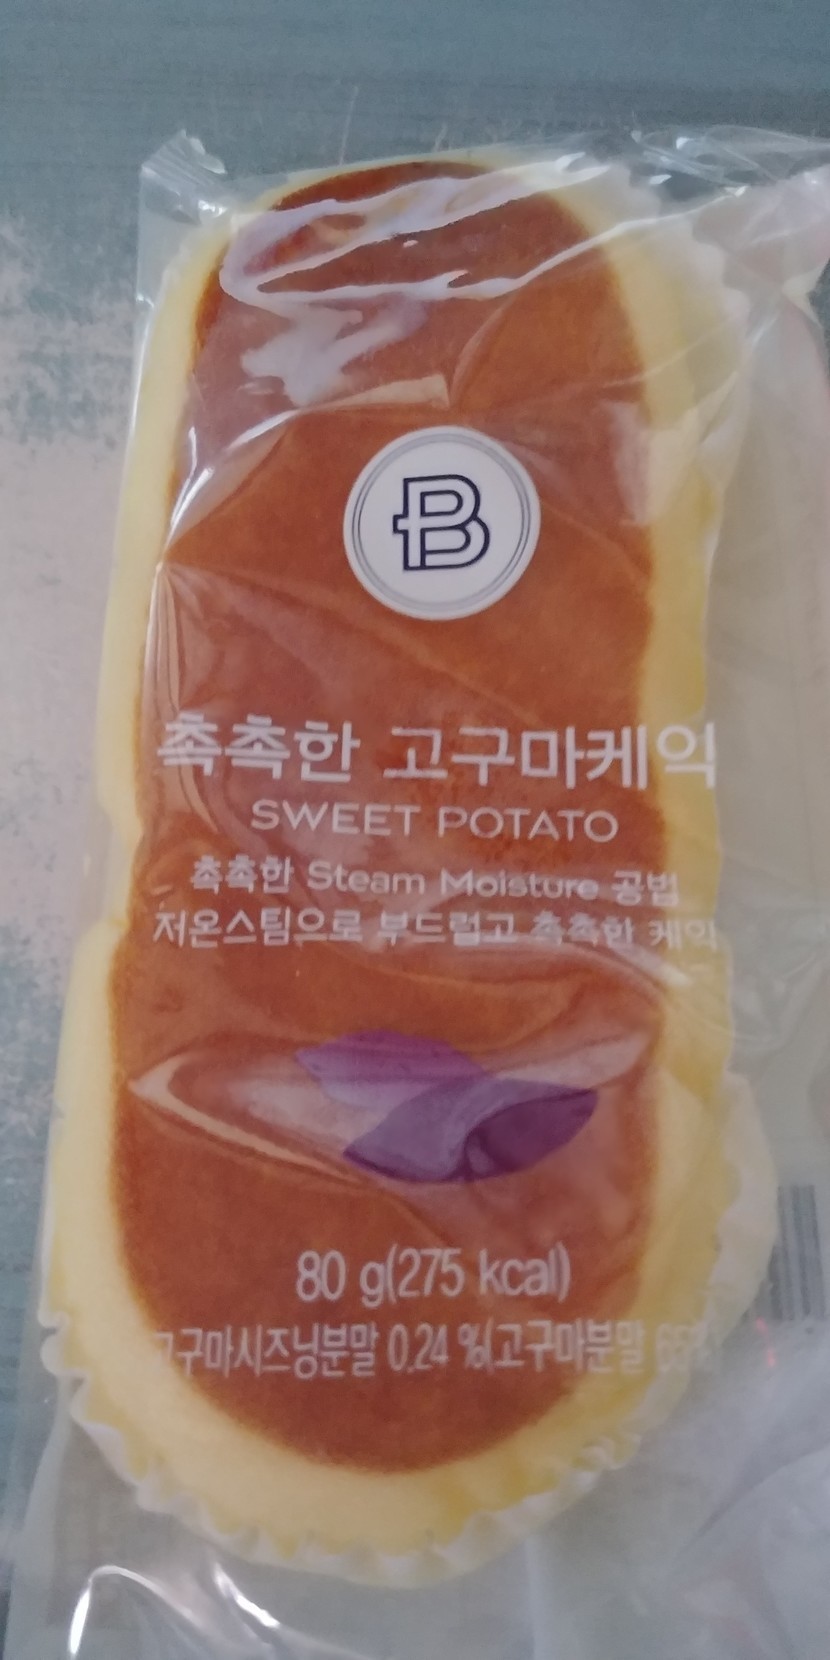 B
촉촉한 고구마케익
SWEET POTATO
촉촉한 Steam Moisture 공법
저온스팀으로 부드럽고 촉촉한 케익
80 g(275 kcal)
고구마시즈닝분말 0.24 %(고구마분말